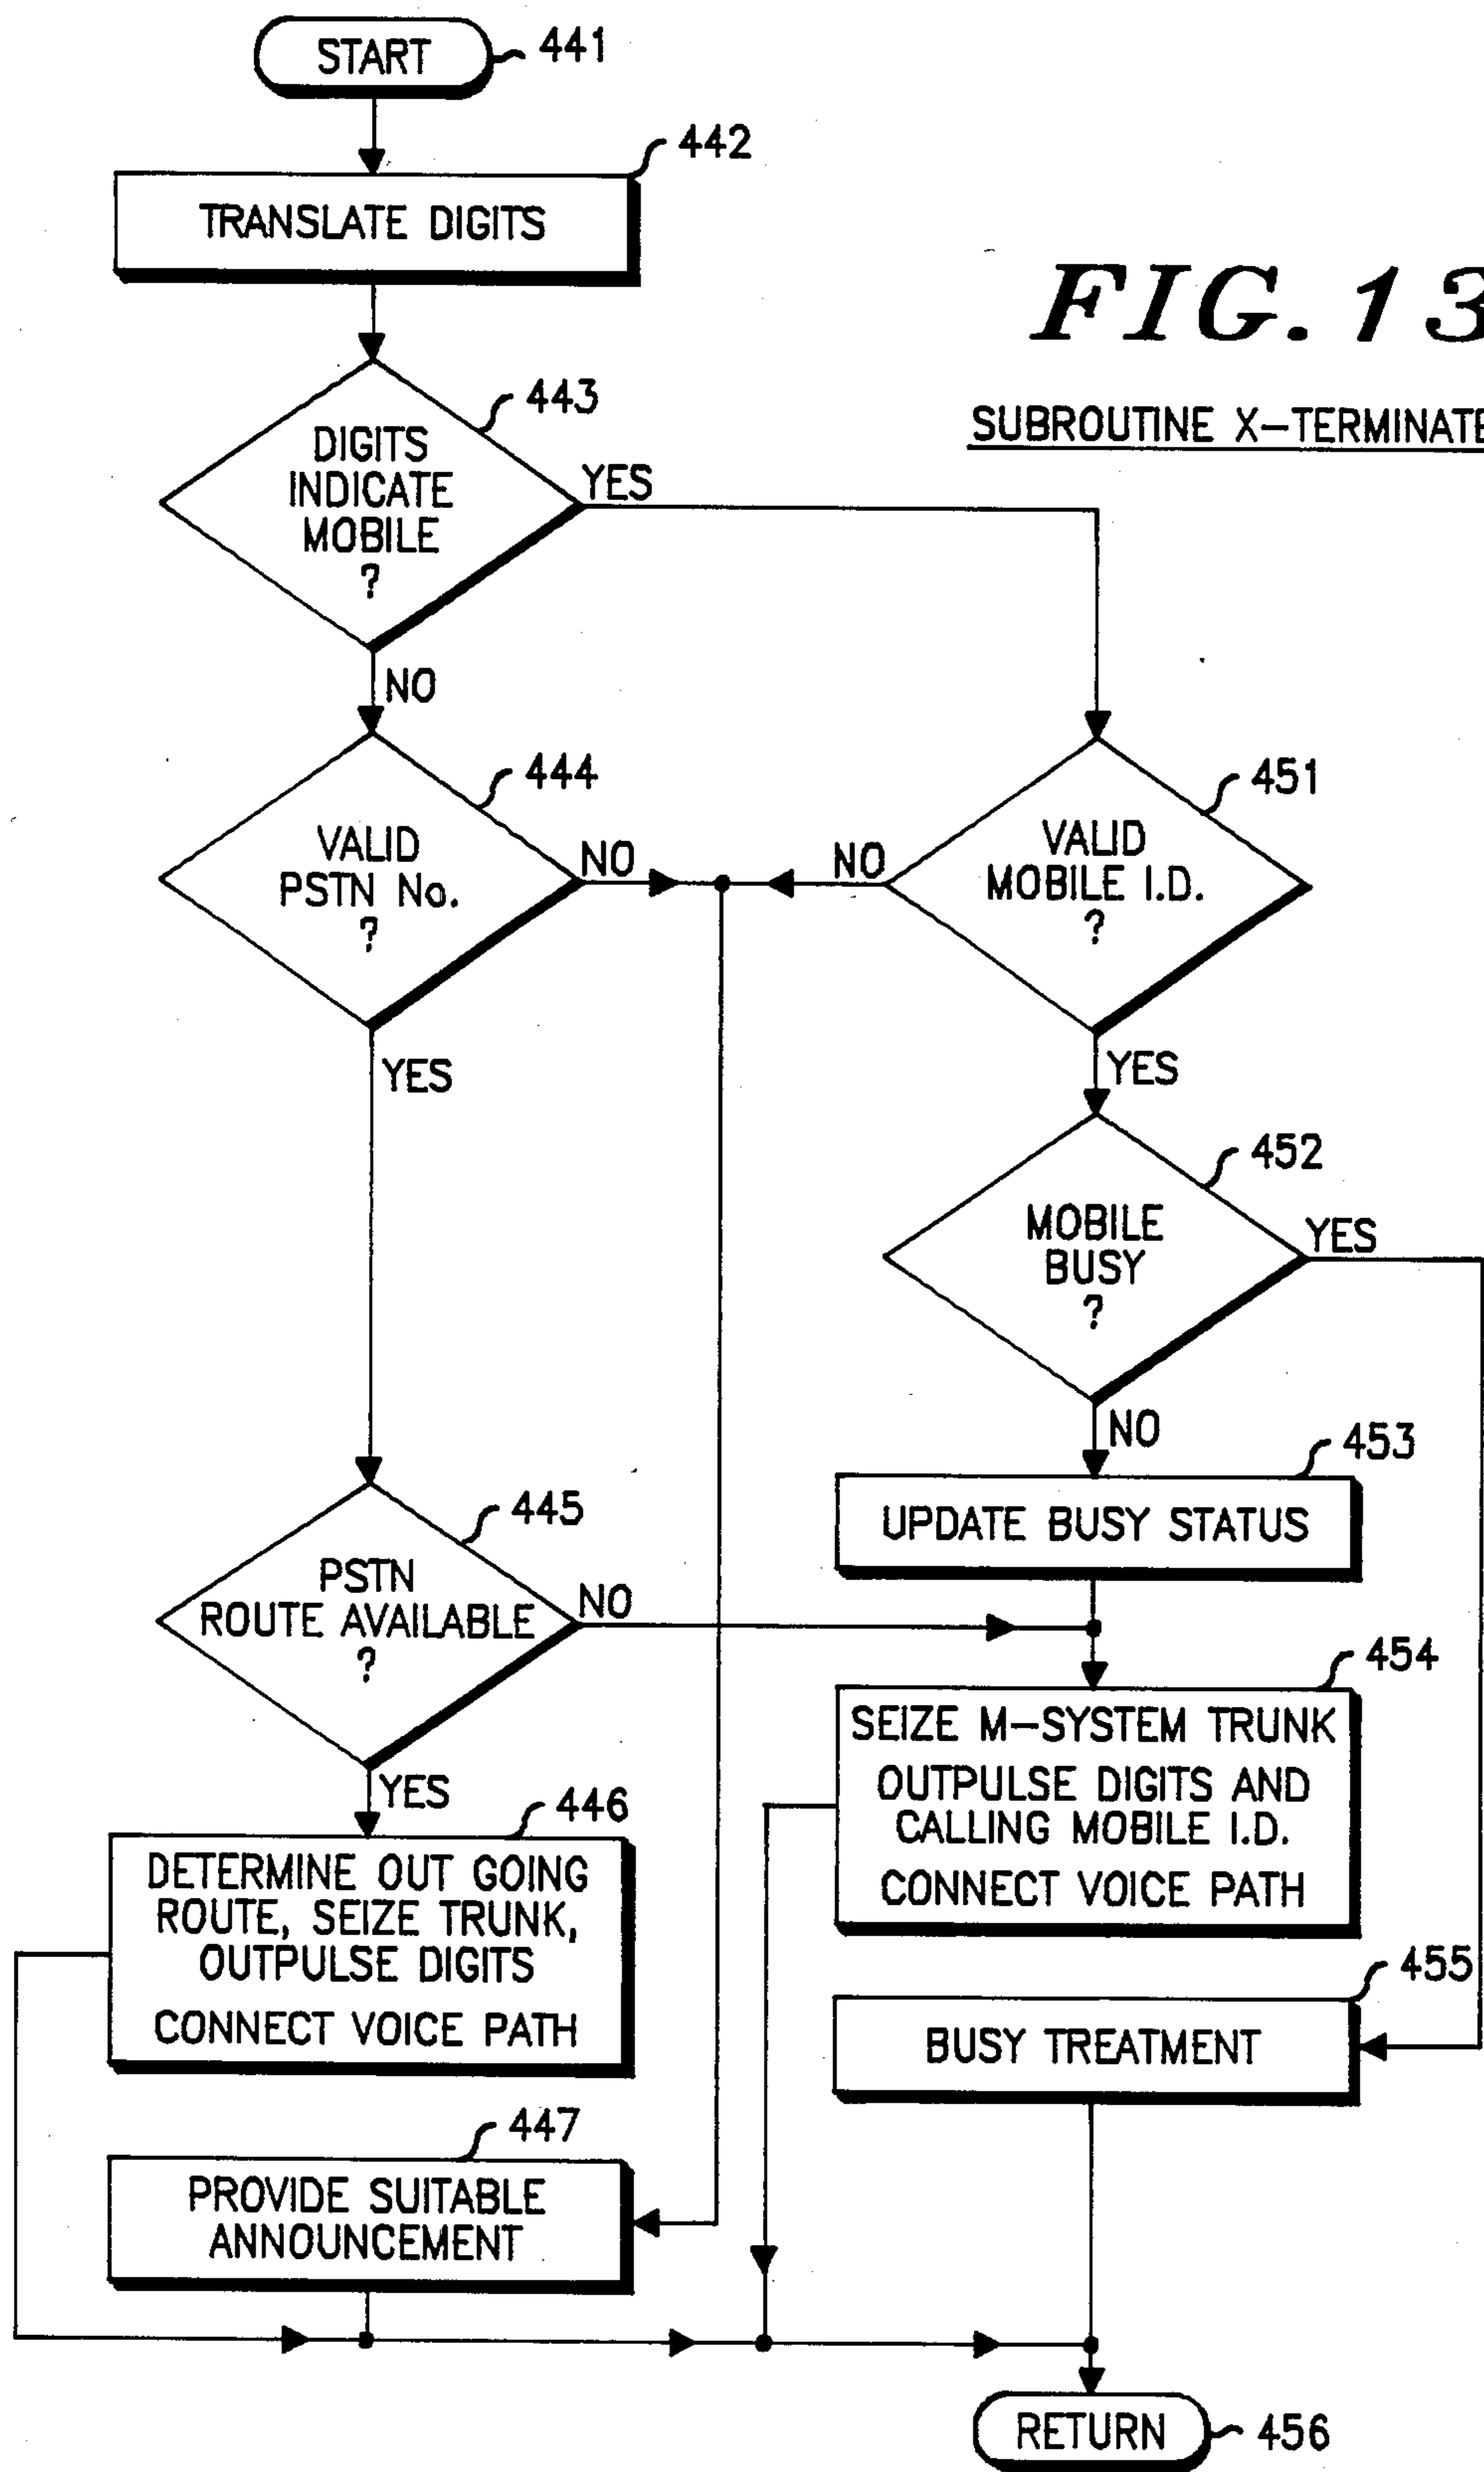 START
441
442
TRANSLATE DIGITS
FIG. 13
SUBROUTINE X-TERMINATE
443
DIGITS
INDICATE
MOBILE
?
YES
NO
444
VALID
PSTN No.
?
NO
YES
451
VALID
MOBILE I.D.
?
NO
YES
452
MOBILE
BUSY
?
YES
NO
453
UPDATE BUSY STATUS
445
PSTN
ROUTE AVAILABLE
?
NO
YES
454
SEIZE M-SYSTEM TRUNK
OUTPULSE DIGITS AND
CALLING MOBILE I.D.
CONNECT VOICE PATH
446
DETERMINE OUT GOING
ROUTE, SEIZE TRUNK,
OUTPULSE DIGITS
CONNECT VOICE PATH
455
BUSY TREATMENT
447
PROVIDE SUITABLE
ANNOUNCEMENT
RETURN
456